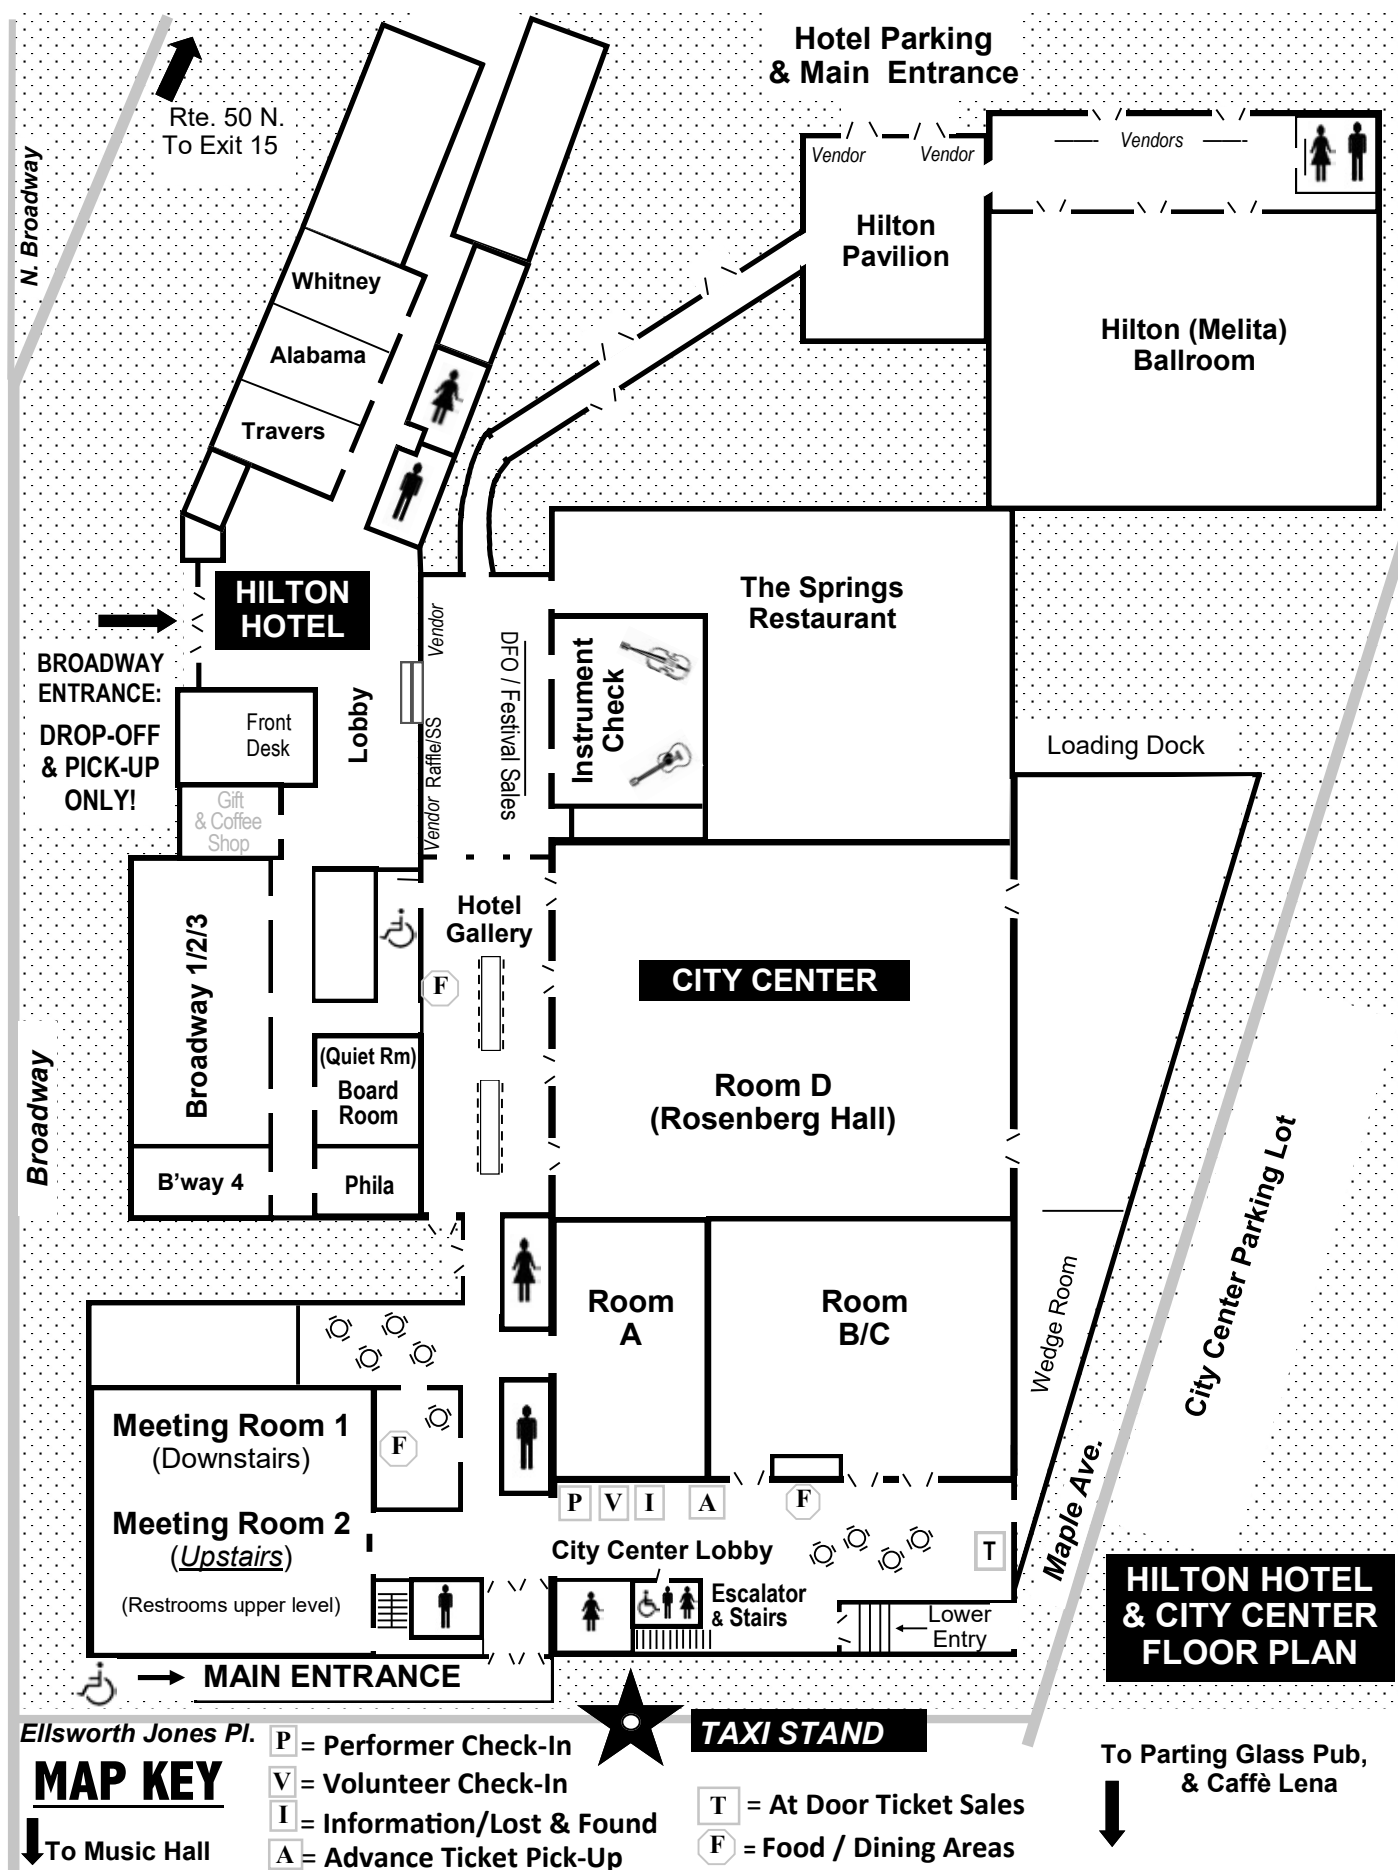 Hotel Parking
& Main Entrance
Rte. 50 N.
To Exit 15
N. Broadway
Vendor
Vendor
Vendors
Hilton
Pavilion
Hilton (Melita)
Ballroom
Whitney
Alabama
Travers
HILTON
HOTEL
BROADWAY
ENTRANCE:
DROP-OFF
& PICK-UP
ONLY!
Front
Desk
Lobby
Gift
& Coffee
Shop
Vendor
Vendor Raffle/SS
DFO / Festival Sales
Instrument
Check
The Springs
Restaurant
Loading Dock
Hotel
Gallery
F
CITY CENTER
Room D
(Rosenberg Hall)
Broadway 1/2/3
(Quiet Rm)
Board
Room
B'way 4
Phila
Broadway
City Center Parking Lot
Wedge Room
Maple Ave.
Room
A
Room
B/C
Meeting Room 1
(Downstairs)
Meeting Room 2
(Upstairs)
(Restrooms upper level)
F
P V I A F
City Center Lobby
T
Escalator
& Stairs
Lower
Entry
MAIN ENTRANCE
HILTON HOTEL
& CITY CENTER
FLOOR PLAN
Ellsworth Jones Pl.
TAXI STAND
MAP KEY
To Music Hall
P = Performer Check-In
V = Volunteer Check-In
I = Information/Lost & Found
A = Advance Ticket Pick-Up
T = At Door Ticket Sales
F = Food / Dining Areas
To Parting Glass Pub,
& Caffè Lena